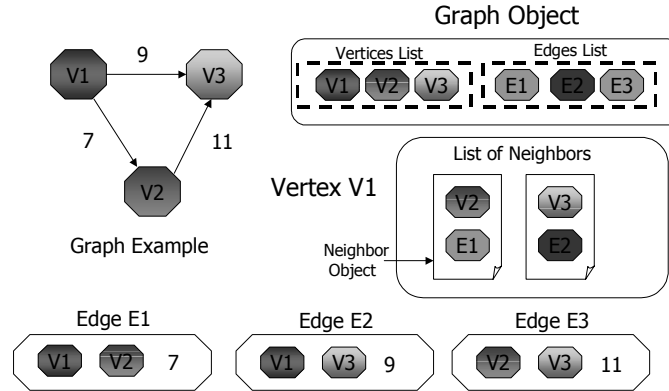 Graph Object
Vertices List
Edges List
V1 V2 V3
E1 E2 E3
V1
9
V3
7
11
V2
Graph Example
Vertex V1
List of Neighbors
V2
V3
E1
E2
Neighbor
Object
Edge E1
V1 V2 7
Edge E2
V1 V3 9
Edge E3
V2 V3 11